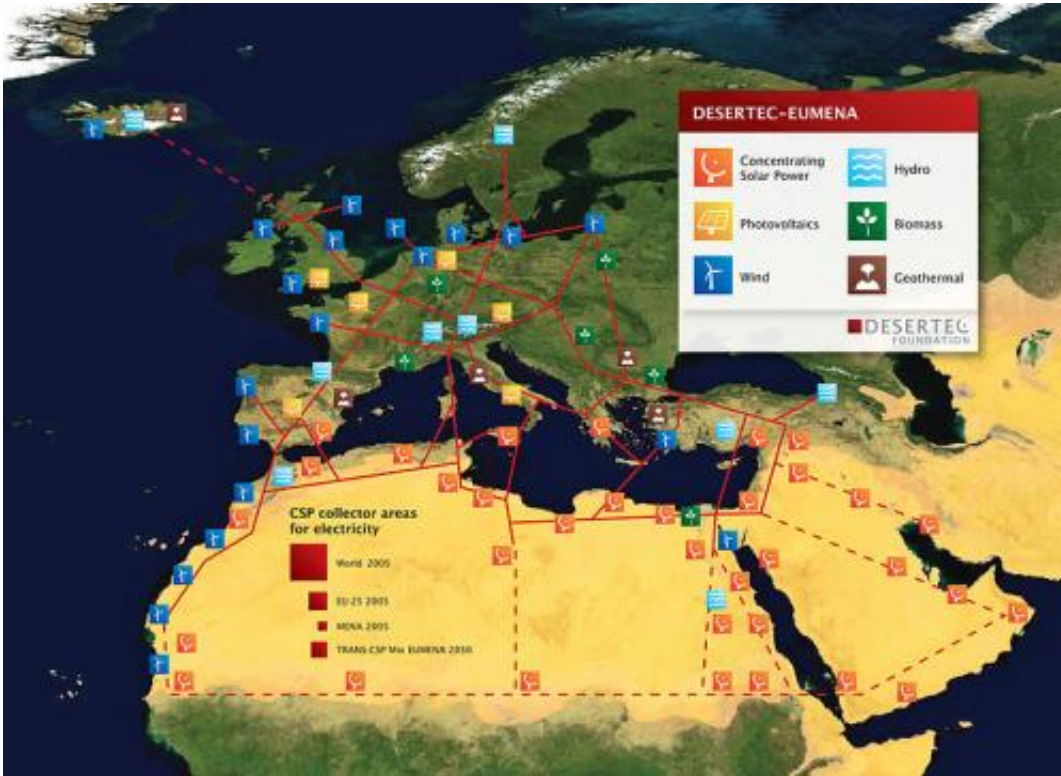 DESERTEC-EUMENA
Concentrating
Solar Power
Hydro
Photovoltaics
Biomass
Wind
Geothermal
DESERTEC
FOUNDATION
CSP collector areas
for electricity
World 2005
EU-25 2005
MENA 2005
TRANS-CSP Mix EUMENA 2050